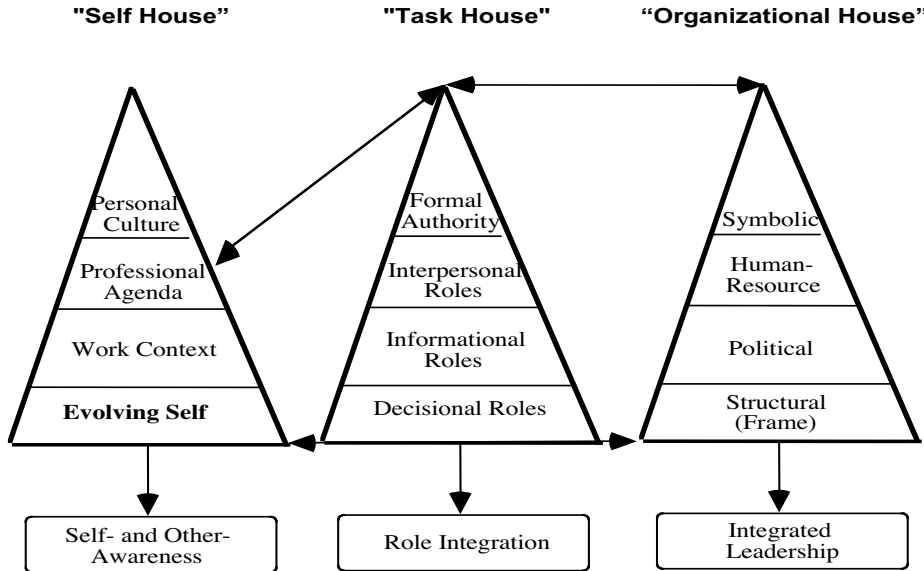 "Self House”
"Task House"
“Organizational House”
Personal
Culture
Professional
Agenda
Work Context
Evolving Self
Self- and Other-
Awareness
Formal
Authority
Interpersonal
Roles
Informational
Roles
Decisional Roles
Role Integration
Symbolic
Human-
Resource
Political
Structural
(Frame)
Integrated
Leadership